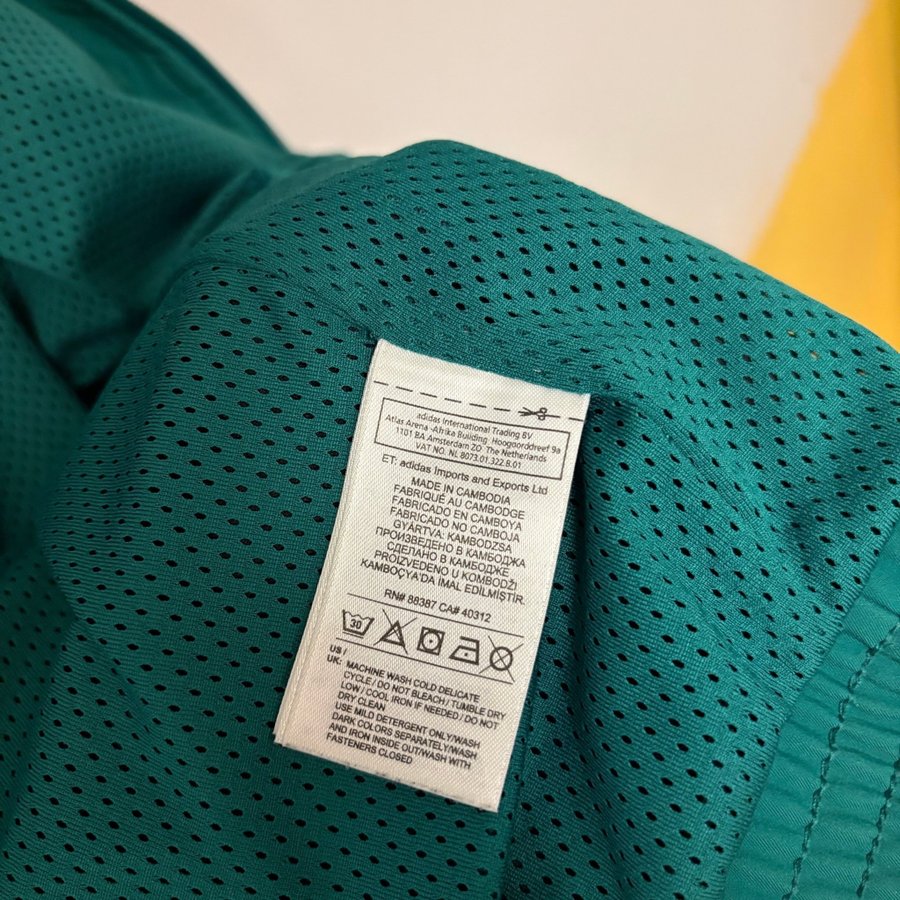 adidas International Trading BV
Atlas Arena -Afrika Building Hoogoorddreef 9a
1101 BA Amsterdam ZO The Netherlands
VAT NO. NL 8073.01.322.B.01
ET: adidas Imports and Exports Ltd
MADE IN CAMBODIA
FABRIQUÉ AU CAMBODGE
FABRICADO EN CAMBOYA
FABRICADO NO CAMBOJA
GYÁRTVA: KAMBODZSA
ПРОИЗВЕДЕНО В КАМБОДЖА
СДЕЛАНО В КАМБОДЖЕ
PROIZVEDENO U KOMBODŽI
KAMBOÇYA'DA İMAL EDİLMİŞTİR.
RN# 88387 CA# 40312
30
US /
UK: MACHINE WASH COLD DELICATE
CYCLE / DO NOT BLEACH / TUMBLE DRY
LOW / COOL IRON IF NEEDED / DO NOT
DRY CLEAN
USE MILD DETERGENT ONLY/WASH
DARK COLORS SEPARATELY/WASH
AND IRON INSIDE OUT/WASH WITH
FASTENERS CLOSED